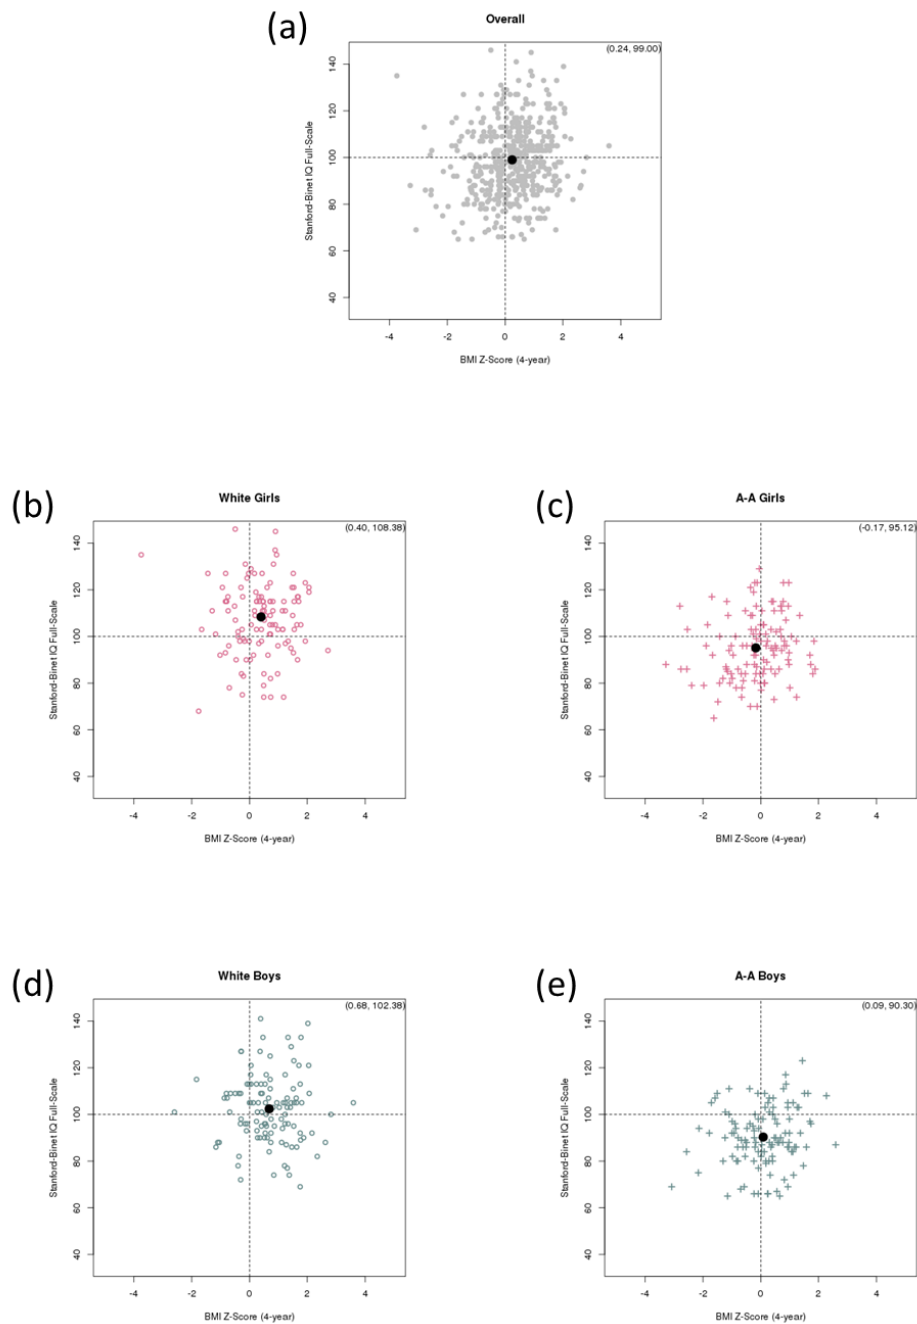 (a)
Overall
(0.24, 99.00)
Stanford-Binet IQ Full-Scale
140
120
100
80
60
40
-4 -2 0 2 4
BMI Z-Score (4-year)
(b)
White Girls
(0.40, 108.38)
Stanford-Binet IQ Full-Scale
140
120
100
80
60
40
-4 -2 0 2 4
BMI Z-Score (4-year)
(c)
A-A Girls
(-0.17, 95.12)
Stanford-Binet IQ Full-Scale
140
120
100
80
60
40
-4 -2 0 2 4
BMI Z-Score (4-year)
(d)
White Boys
(0.68, 102.38)
Stanford-Binet IQ Full-Scale
140
120
100
80
60
40
-4 -2 0 2 4
BMI Z-Score (4-year)
(e)
A-A Boys
(0.09, 90.30)
Stanford-Binet IQ Full-Scale
140
120
100
80
60
40
-4 -2 0 2 4
BMI Z-Score (4-year)